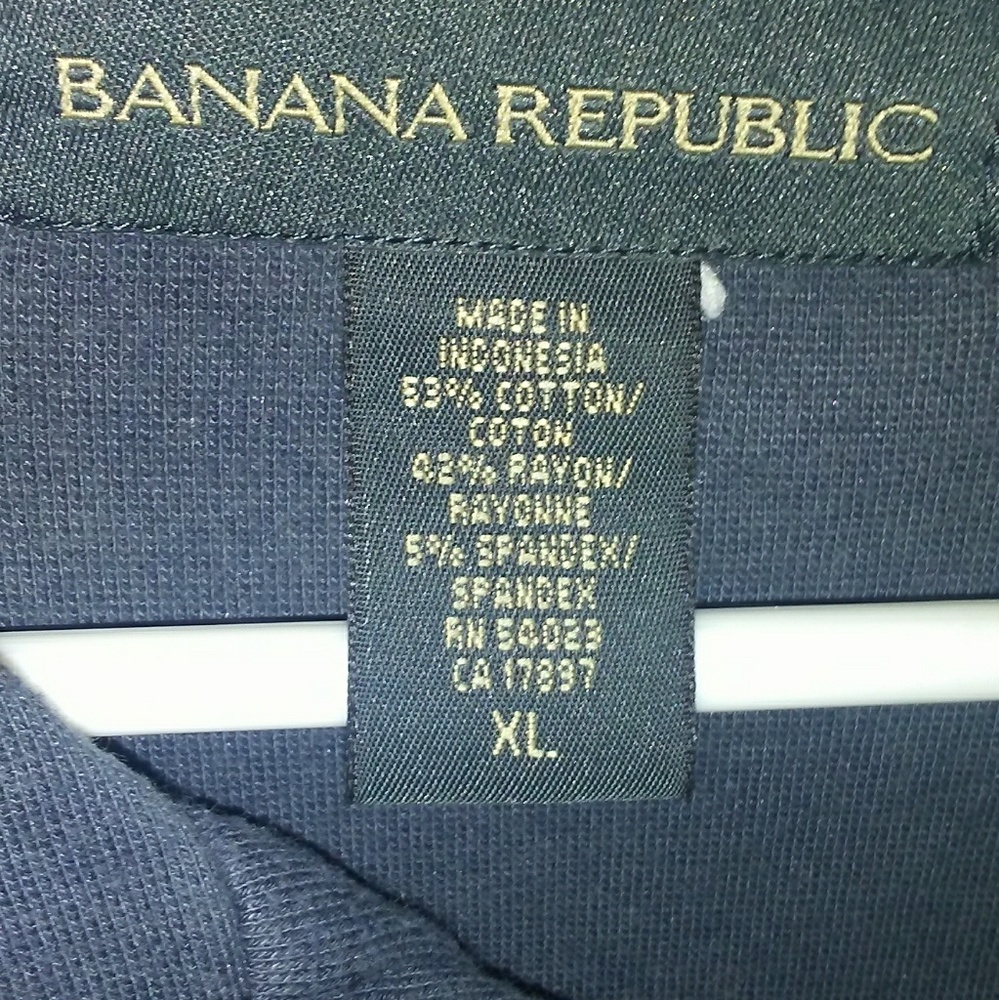 BANANA REPUBLIC
MADE IN
INDONESIA
53% COTTON/
COTON
42% RAYON/
RAYONNE
5% SPANDEX/
SPANDEX
RN 54023
CA 17897
XL